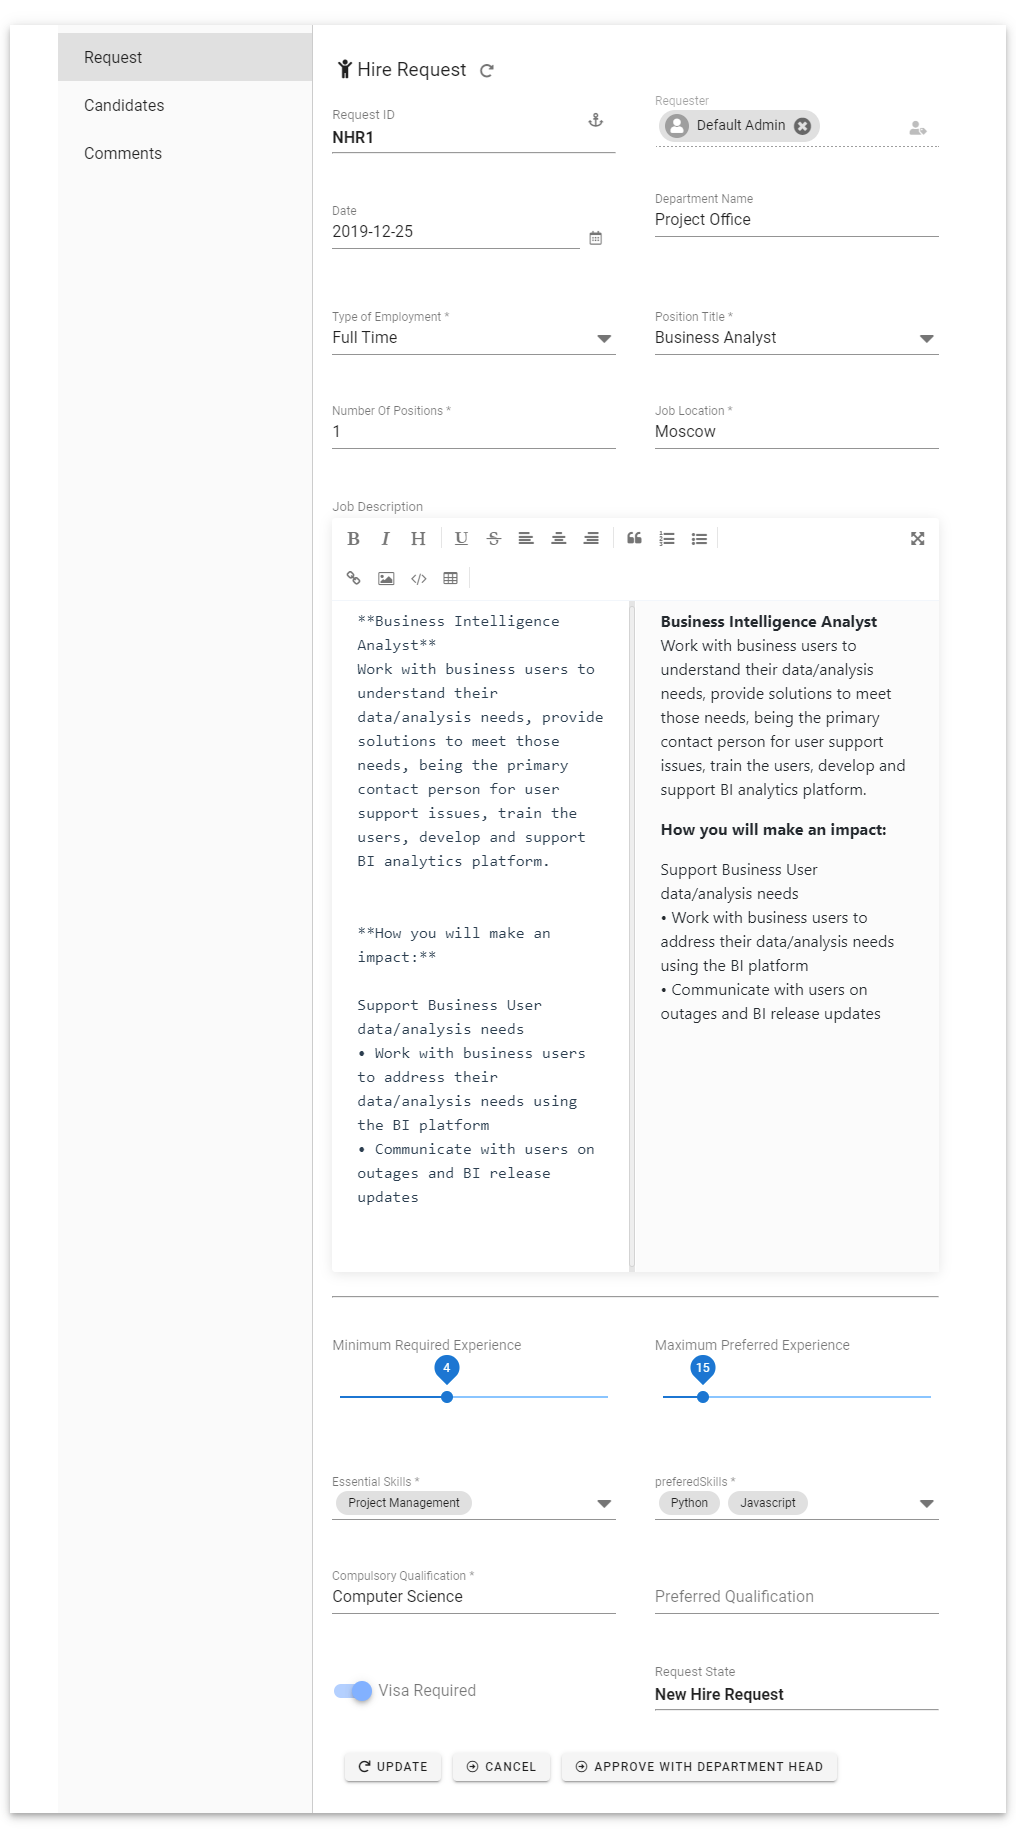 Request
Candidates
Comments
Hire Request
Request ID
NHR1
Requester
Default Admin
Date
2019-12-25
Department Name
Project Office
Type of Employment *
Full Time
Position Title *
Business Analyst
Number Of Positions *
1
Job Location *
Moscow
Job Description
B I H U S
**Business Intelligence
Analyst**
Work with business users to
understand their
data/analysis needs, provide
solutions to meet those
needs, being the primary
contact person for user
support issues, train the
users, develop and support
BI analytics platform.
**How you will make an
impact:**
Support Business User
data/analysis needs
• Work with business users
to address their
data/analysis needs using
the BI platform
• Communicate with users on
outages and BI release
updates
Business Intelligence Analyst
Work with business users to
understand their data/analysis
needs, provide solutions to meet
those needs, being the primary
contact person for user support
issues, train the users, develop and
support BI analytics platform.
How you will make an impact:
Support Business User
data/analysis needs
• Work with business users to
address their data/analysis needs
using the BI platform
• Communicate with users on
outages and BI release updates
Minimum Required Experience
4
Maximum Preferred Experience
15
Essential Skills *
Project Management
preferedSkills *
Python Javascript
Compulsory Qualification *
Computer Science
Preferred Qualification
Visa Required
Request State
New Hire Request
UPDATE CANCEL APPROVE WITH DEPARTMENT HEAD